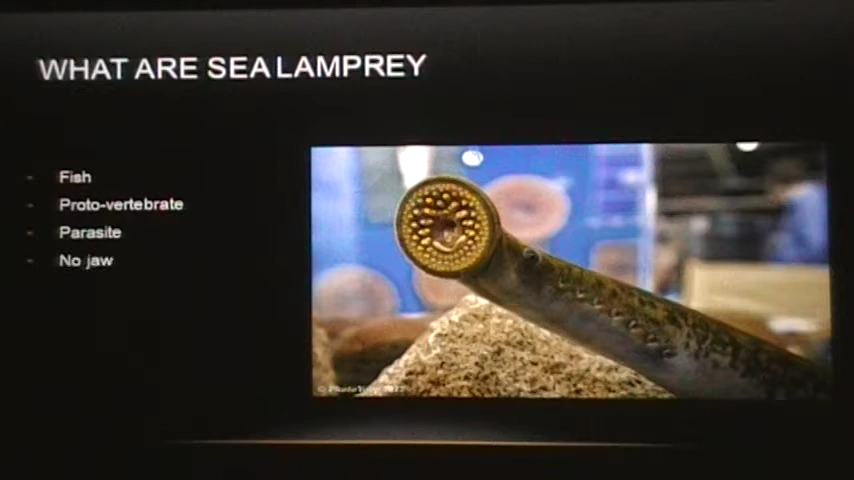 WHAT ARE SEA LAMPREY
- Fish
- Proto-vertebrate
- Parasite
- No jaw